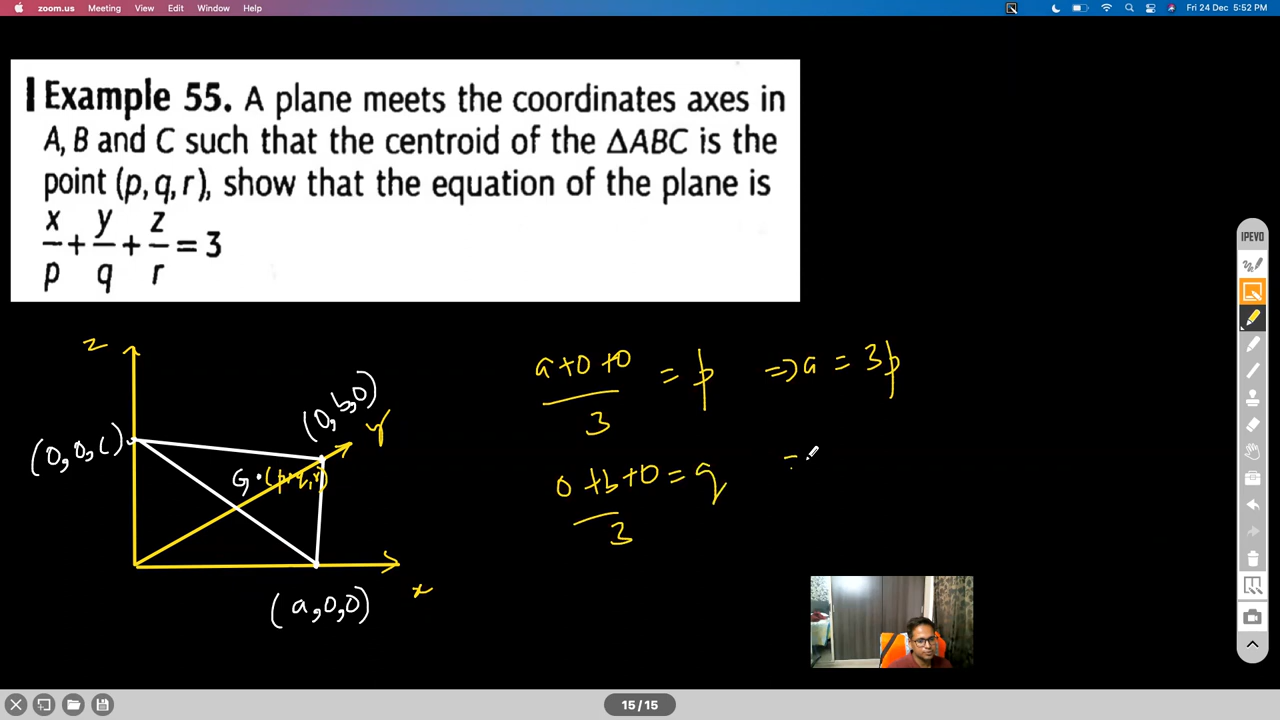 zoom.us Meeting View Edit Window Help Fri 24 Dec 5:52 PM
Example 55. A plane meets the coordinates axes in
A, B and C such that the centroid of the ΔABC is the
point (p, q, r), show that the equation of the plane is
x/p + y/q + z/r = 3
IPEVO
z
(0,b,0)
y
(0,0,c)
G·(p,q,r)
x
(a,0,0)
a+0+0/3 = p ⇒ a = 3p
0+b+0/3 = q =
15/15